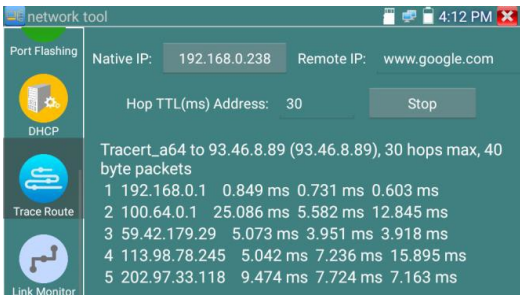 network tool
4:12 PM
Port Flashing
Native IP: 192.168.0.238 Remote IP: www.google.com
Hop TTL(ms) Address: 30 Stop
DHCP
Tracert_a64 to 93.46.8.89 (93.46.8.89), 30 hops max, 40
byte packets
1 192.168.0.1 0.849 ms 0.731 ms 0.603 ms
Trace Route
2 100.64.0.1 25.086 ms 5.582 ms 12.845 ms
3 59.42.179.29 5.073 ms 3.951 ms 3.918 ms
4 113.98.78.245 5.042 ms 7.236 ms 15.895 ms
5 202.97.33.118 9.474 ms 7.724 ms 7.163 ms
Link Monitor